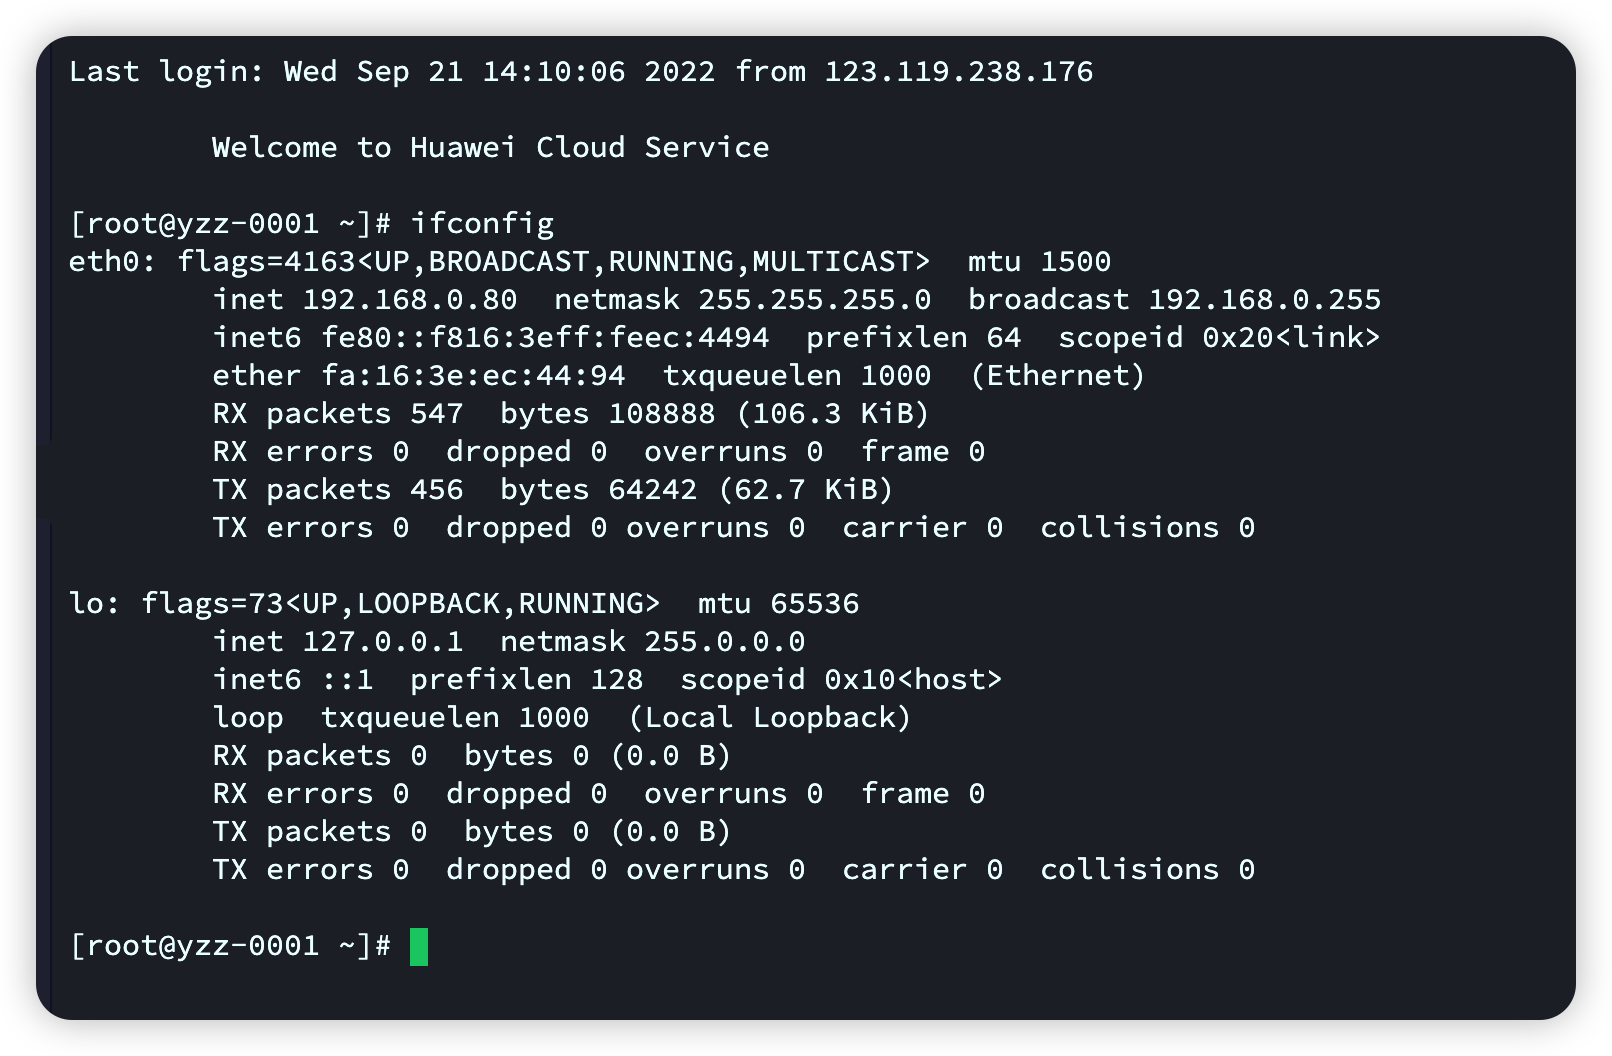 Last login: Wed Sep 21 14:10:06 2022 from 123.119.238.176
Welcome to Huawei Cloud Service
[root@yzz-0001 ~]# ifconfig
eth0: flags=4163<UP,BROADCAST,RUNNING,MULTICAST>  mtu 1500
        inet 192.168.0.80  netmask 255.255.255.0  broadcast 192.168.0.255
        inet6 fe80::f816:3eff:feec:4494  prefixlen 64  scopeid 0x20<link>
        ether fa:16:3e:ec:44:94  txqueuelen 1000  (Ethernet)
        RX packets 547  bytes 108888 (106.3 KiB)
        RX errors 0  dropped 0  overruns 0  frame 0
        TX packets 456  bytes 64242 (62.7 KiB)
        TX errors 0  dropped 0 overruns 0  carrier 0  collisions 0
lo: flags=73<UP,LOOPBACK,RUNNING>  mtu 65536
        inet 127.0.0.1  netmask 255.0.0.0
        inet6 ::1  prefixlen 128  scopeid 0x10<host>
        loop  txqueuelen 1000  (Local Loopback)
        RX packets 0  bytes 0 (0.0 B)
        RX errors 0  dropped 0  overruns 0  frame 0
        TX packets 0  bytes 0 (0.0 B)
        TX errors 0  dropped 0 overruns 0  carrier 0  collisions 0
[root@yzz-0001 ~]#